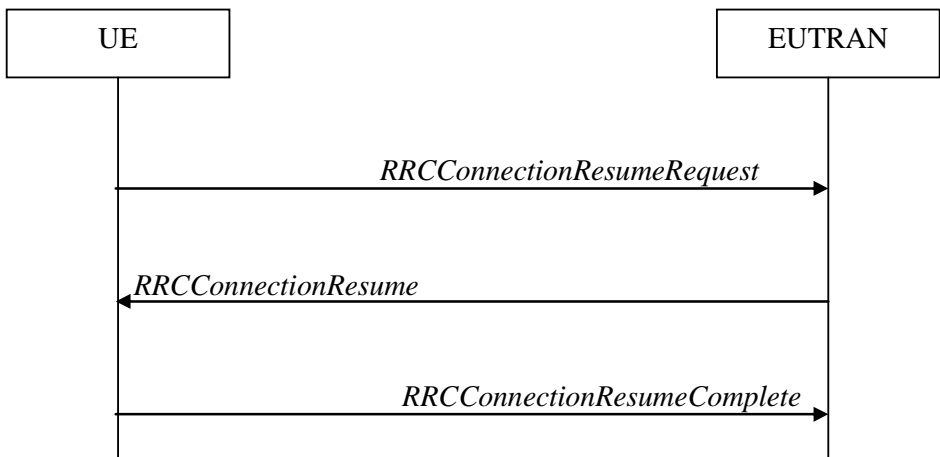 UE
EUTRAN
RRCConnectionResumeRequest
RRCConnectionResume
RRCConnectionResumeComplete